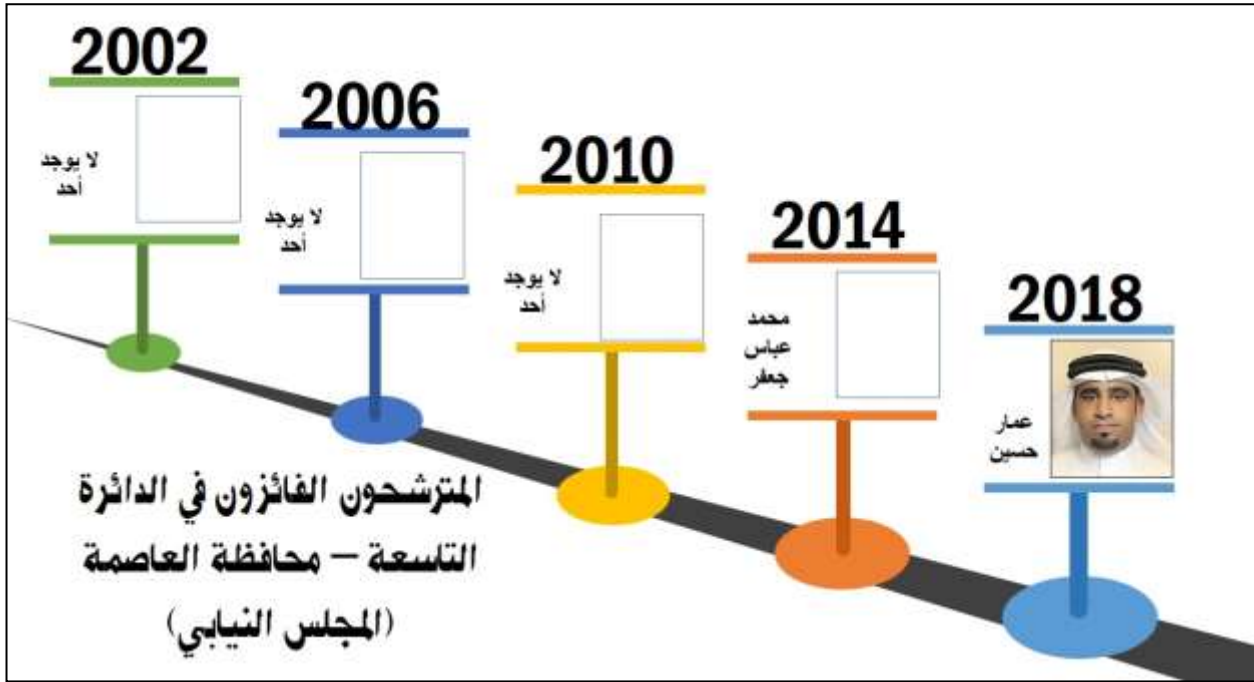 2002
لا يوجد
أحد
2006
لا يوجد
أحد
2010
لا يوجد
أحد
2014
محمد
عباس
جعفر
2018
عمار
حسين
المترشحون الفائزون في الدائرة
التاسعة – محافظة العاصمة
(المجلس النيابي)